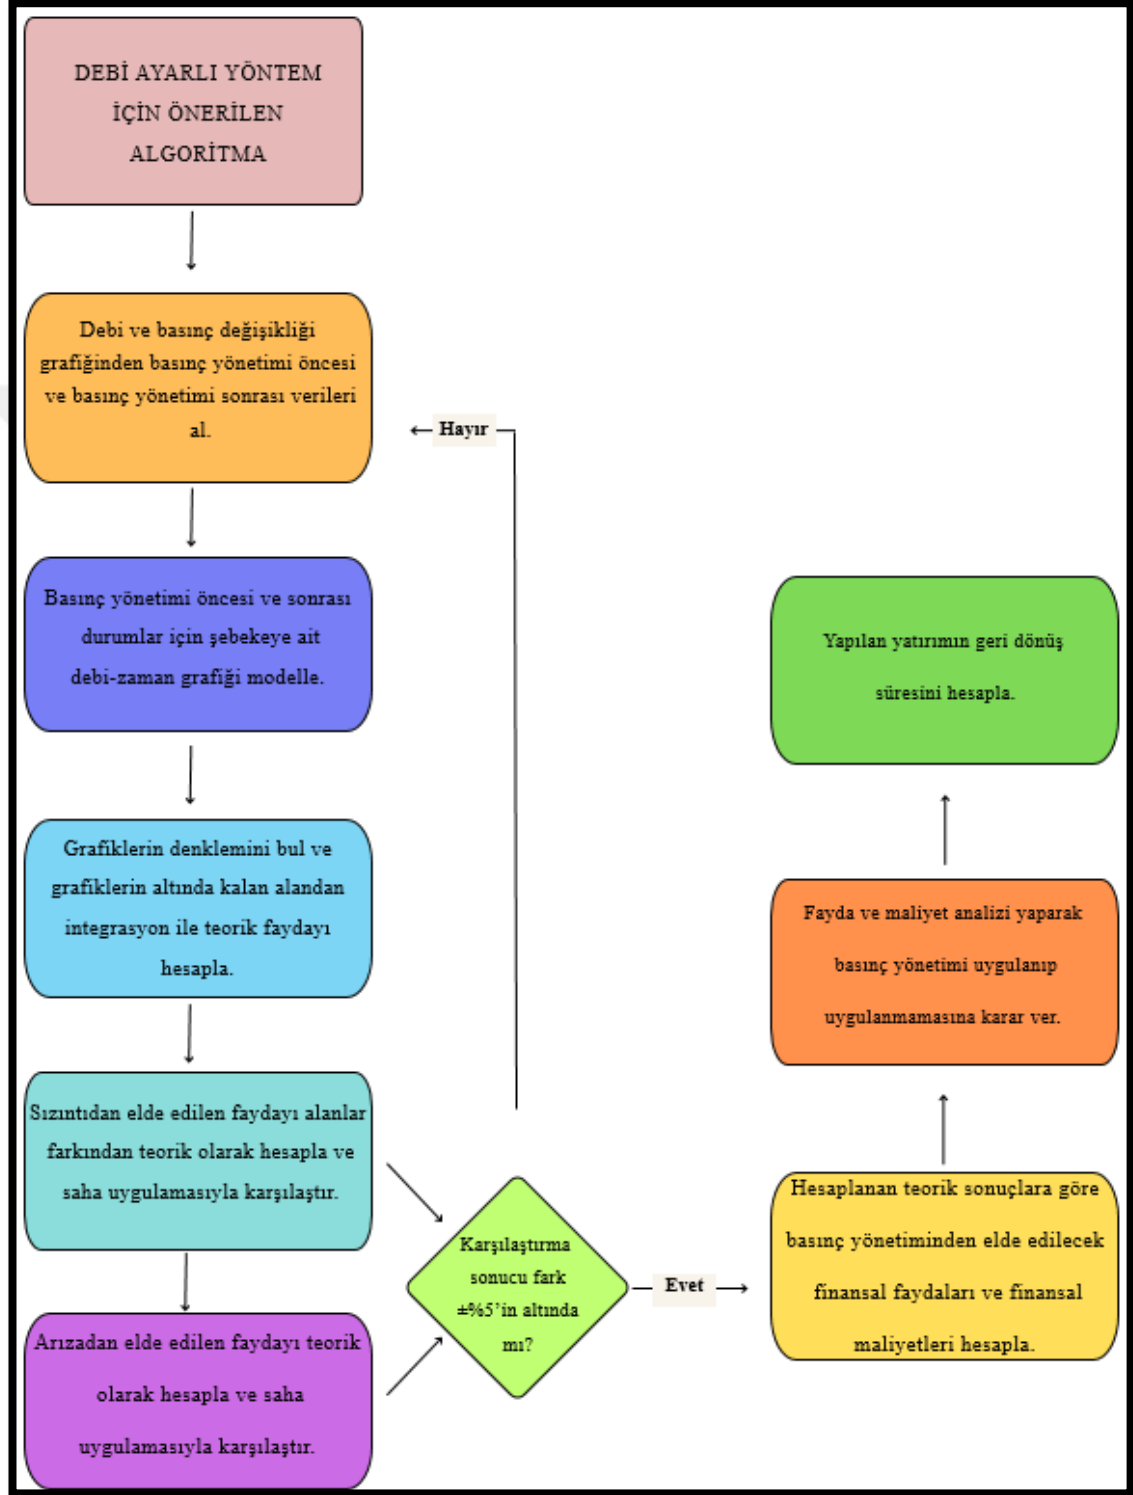 DEBİ AYARLI YÖNTEM
İÇİN ÖNERİLEN
ALGORİTMA
Debi ve basınç değişikliği
grafiğinden basınç yönetimi öncesi
ve basınç yönetimi sonrası verileri
al.
Basınç yönetimi öncesi ve sonrası
durumlar için şebekeye ait
debi-zaman grafiği modelle.
Grafiklerin denklemini bul ve
grafiklerin altında kalan alandan
integrasyon ile teorik faydayı
hesapla.
Sızıntıdan elde edilen faydayı alanlar
farkından teorik olarak hesapla ve
saha uygulamasıyla karşılaştır.
Arızadan elde edilen faydayı teorik
olarak hesapla ve saha
uygulamasıyla karşılaştır.
Karşılaştırma
sonucu fark
±%5’in altında
mı?
Hayır
Evet
Hesaplanan teorik sonuçlara göre
basınç yönetiminden elde edilecek
finansal faydaları ve finansal
maliyetleri hesapla.
Fayda ve maliyet analizi yaparak
basınç yönetimi uygulanıp
uygulanmamasına karar ver.
Yapılan yatırımın geri dönüş
süresini hesapla.